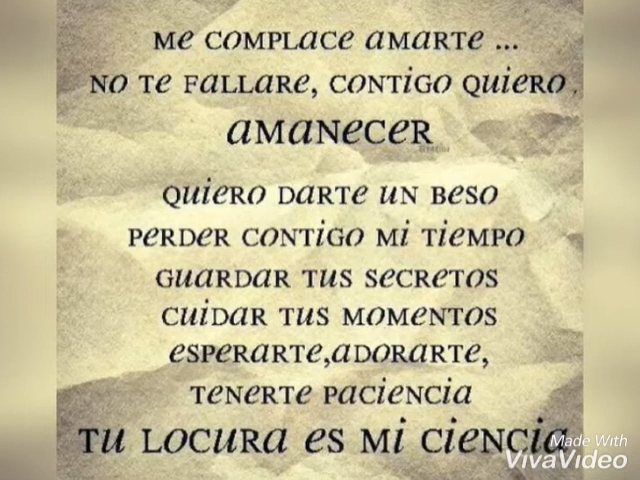 Me COMPLACE AMARTE ...
NO TE FALLARE, CONTIGO QUIERO
AMANECER
QUIERO DARTE UN BESO
PERDER CONTIGO MI TIEMPO
GUARDAR TUS SECRETOS
CUIDAR TUS MOMENTOS
ESPERARTE,ADORARTE,
TENERTE PACIENCIA
TU LOCURA ES MI CIENCIA
Made With
VivaVideo